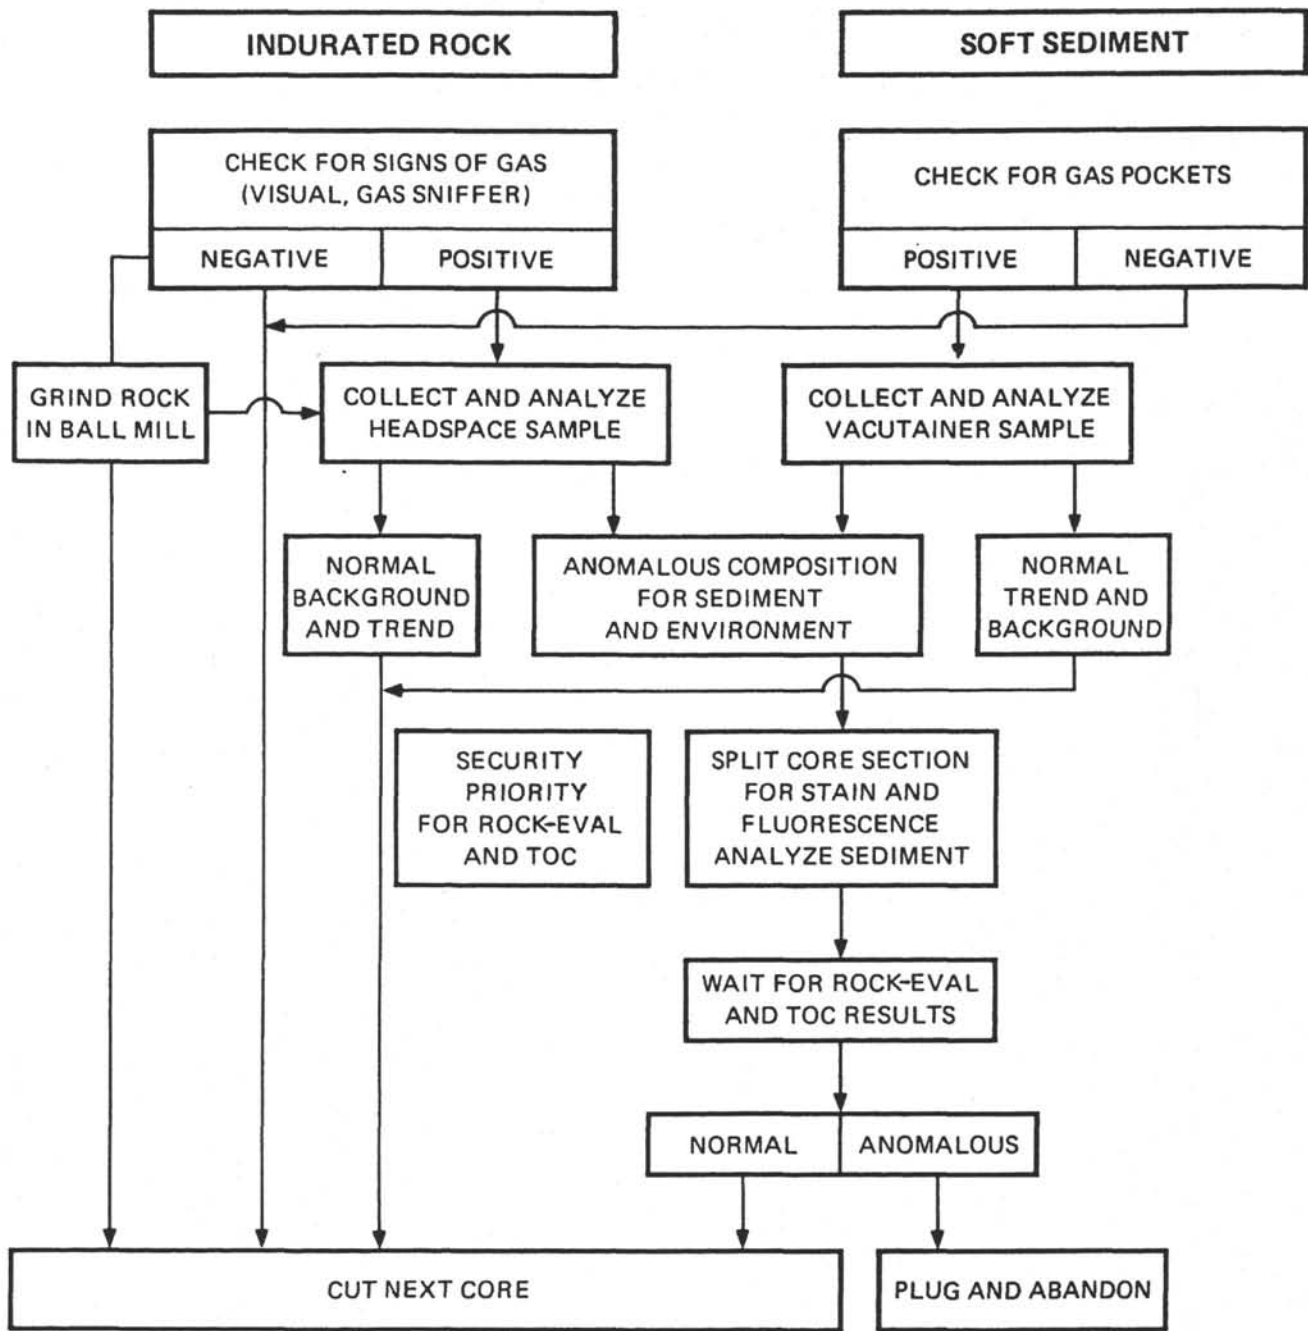 INDURATED ROCK
SOFT SEDIMENT
CHECK FOR SIGNS OF GAS
(VISUAL, GAS SNIFFER)
NEGATIVE
POSITIVE
CHECK FOR GAS POCKETS
POSITIVE
NEGATIVE
GRIND ROCK
IN BALL MILL
COLLECT AND ANALYZE
HEADSPACE SAMPLE
COLLECT AND ANALYZE
VACUTAINER SAMPLE
NORMAL
BACKGROUND
AND TREND
ANOMALOUS COMPOSITION
FOR SEDIMENT
AND ENVIRONMENT
NORMAL
TREND AND
BACKGROUND
SECURITY
PRIORITY
FOR ROCK-EVAL
AND TOC
SPLIT CORE SECTION
FOR STAIN AND
FLUORESCENCE
ANALYZE SEDIMENT
WAIT FOR ROCK-EVAL
AND TOC RESULTS
NORMAL
ANOMALOUS
CUT NEXT CORE
PLUG AND ABANDON